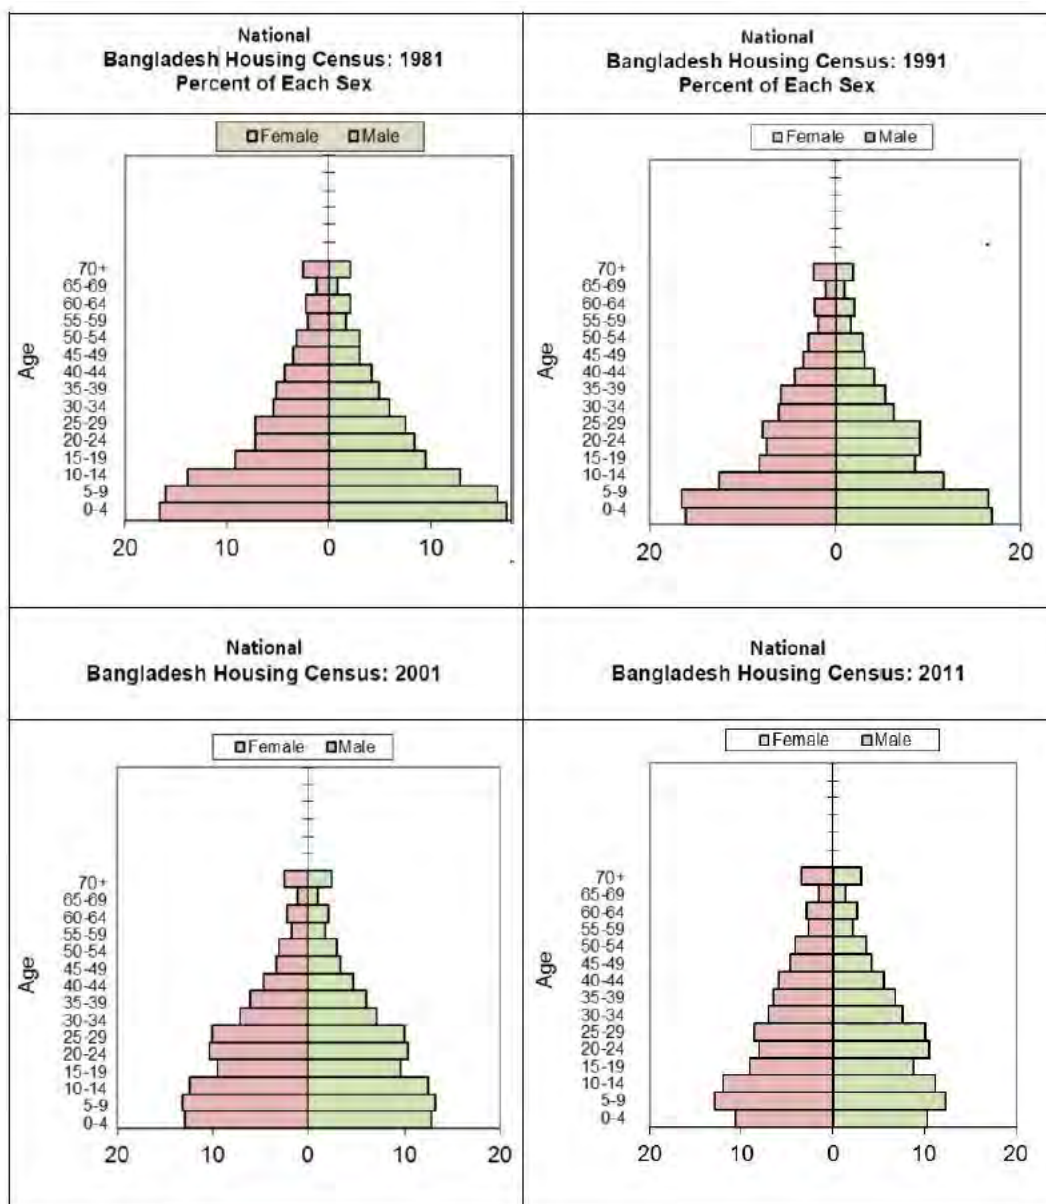 National
Bangladesh Housing Census: 1981
Percent of Each Sex
National
Bangladesh Housing Census: 1991
Percent of Each Sex
Female Male
70+
65-69
60-64
55-59
50-54
45-49
40-44
35-39
30-34
25-29
20-24
15-19
10-14
5-9
0-4
Age
20 10 0 10
Female Male
70+
65-69
60-64
55-59
50-54
45-49
40-44
35-39
30-34
25-29
20-24
15-19
10-14
5-9
0-4
Age
20 0 20
National
Bangladesh Housing Census: 2001
National
Bangladesh Housing Census: 2011
Female Male
70+
65-69
60-64
55-59
50-54
45-49
40-44
35-39
30-34
25-29
20-24
15-19
10-14
5-9
0-4
Age
20 10 0 10 20
Female Male
70+
65-69
60-64
55-59
50-54
45-49
40-44
35-39
30-34
25-29
20-24
15-19
10-14
5-9
0-4
Age
20 10 0 10 20